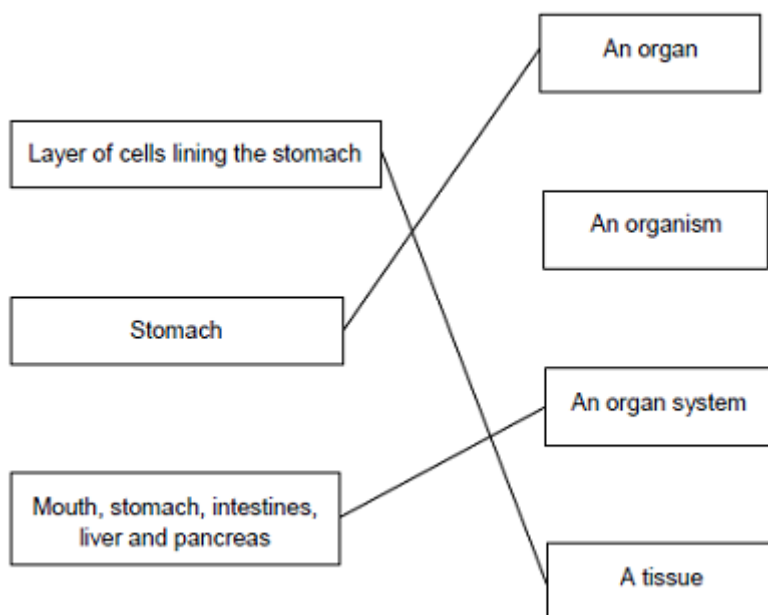 An organ
Layer of cells lining the stomach
An organism
Stomach
An organ system
Mouth, stomach, intestines,
liver and pancreas
A tissue